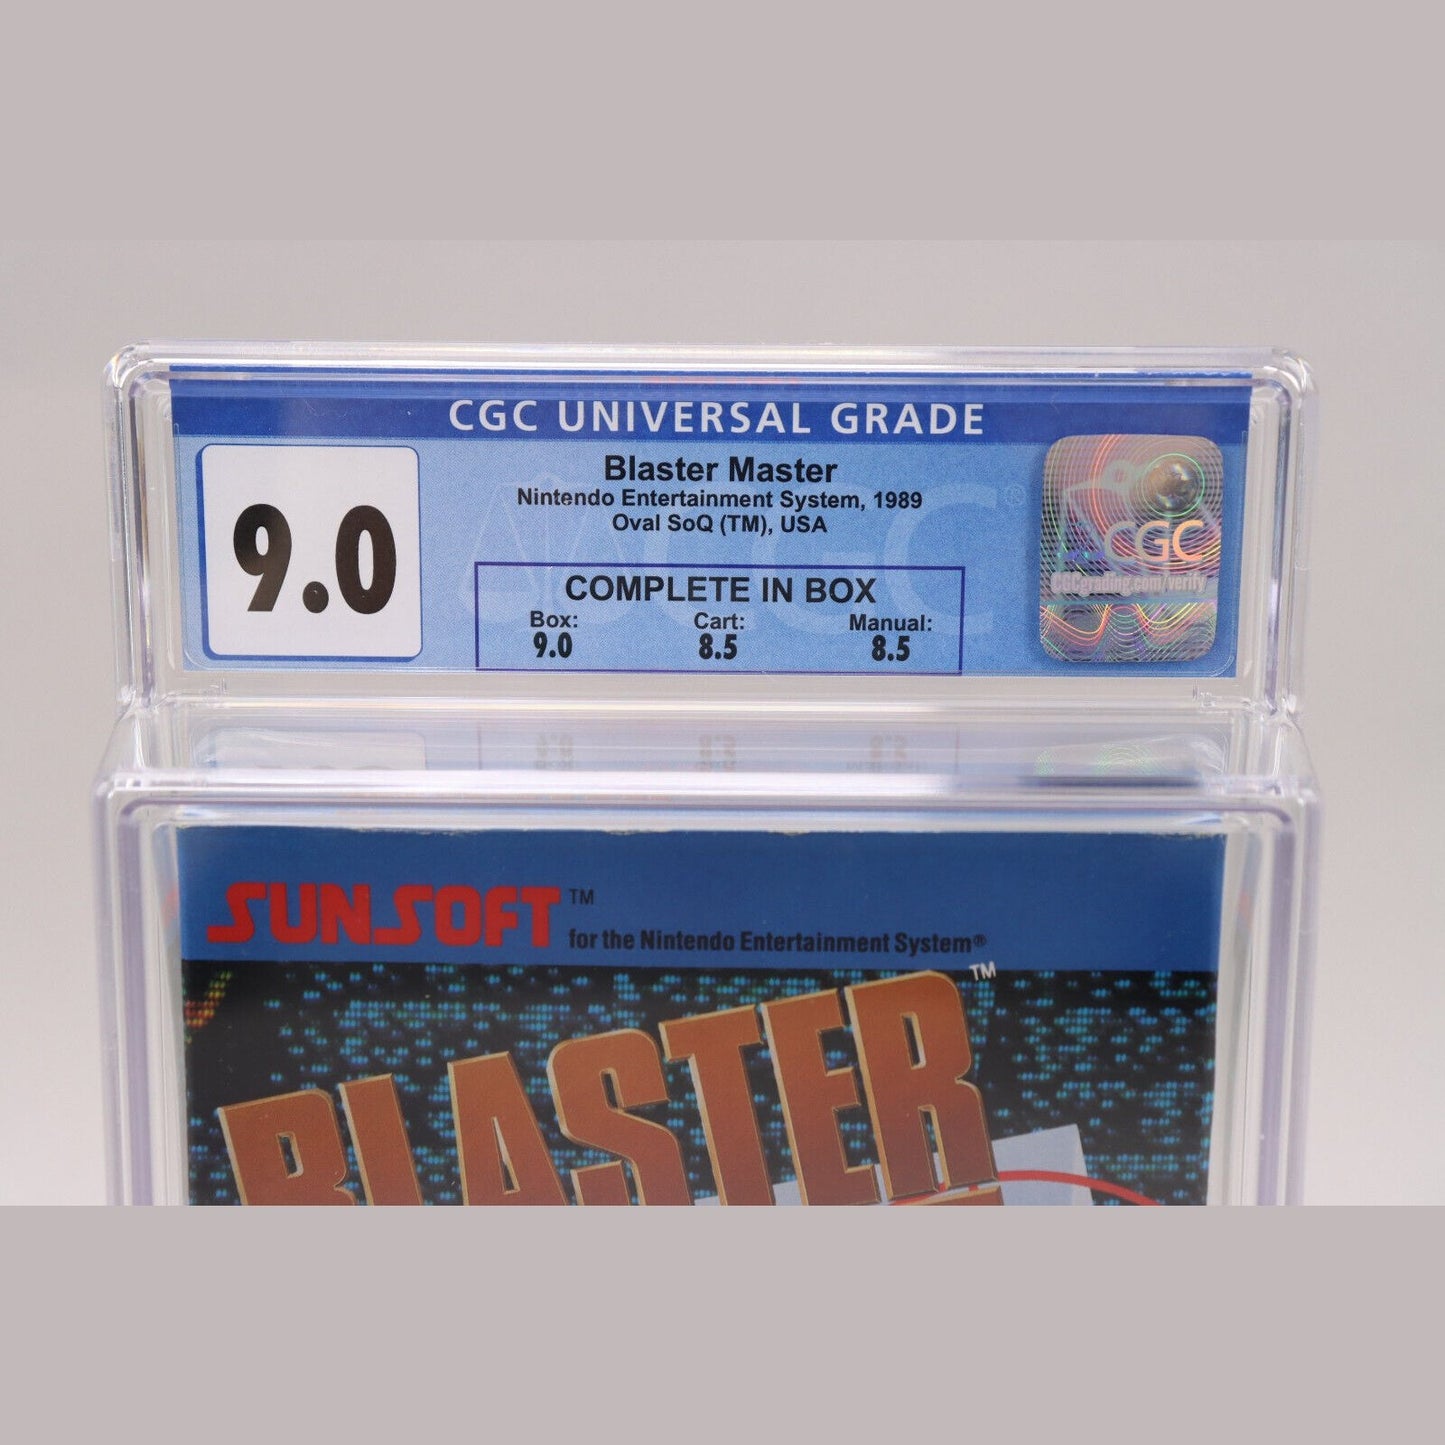 CGC UNIVERSAL GRADE
9.0
Blaster Master
Nintendo Entertainment System, 1989
Oval SoQ (TM), USA
CGC®
COMPLETE IN BOX
Box: Cart: Manual:
9.0 8.5 8.5
CGC
CGCgrading.com/verify
SUNSOFT™
for the Nintendo Entertainment System®
BLASTER™